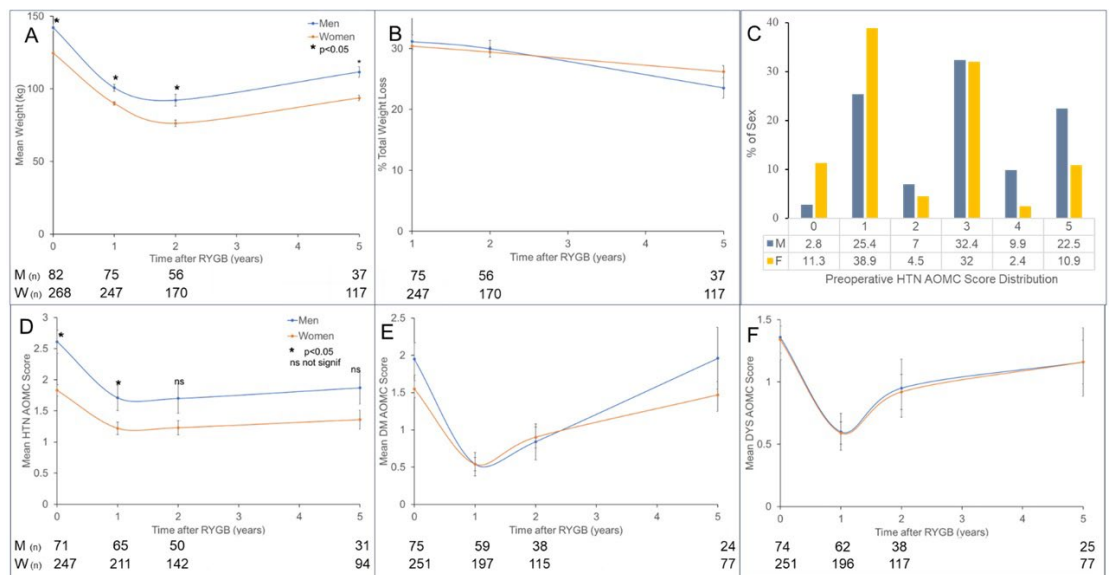 A
Men
Women
* p<0.05
150
100
50
0
Mean Weight (kg)
0 1 2 3 4 5
Time after RYGB (years)
M (n) 82 75 56 37
W (n) 268 247 170 117
B
30
20
10
0
% Total Weight Loss
1 2 3 4 5
Time after RYGB (years)
75 56 37
247 170 117
C
40
30
20
10
0
% of Sex
0 1 2 3 4 5
M 2.8 25.4 7 32.4 9.9 22.5
F 11.3 38.9 4.5 32 2.4 10.9
Preoperative HTN AOMC Score Distribution
D
Men
Women
* p<0.05
ns not signif
3
2.5
2
1.5
1
0.5
0
Mean HTN AOMC Score
* * ns ns
0 1 2 3 4 5
Time after RYGB (years)
M (n) 71 65 50 31
W (n) 247 211 142 94
E
2.5
2
1.5
1
0.5
0
Mean DM AOMC Score
0 1 2 3 4 5
Time after RYGB (years)
75 59 38 24
251 197 115 77
F
1.5
1
0.5
0
Mean DYS AOMC Score
0 1 2 3 4 5
Time after RYGB (years)
74 62 38 25
251 196 117 77